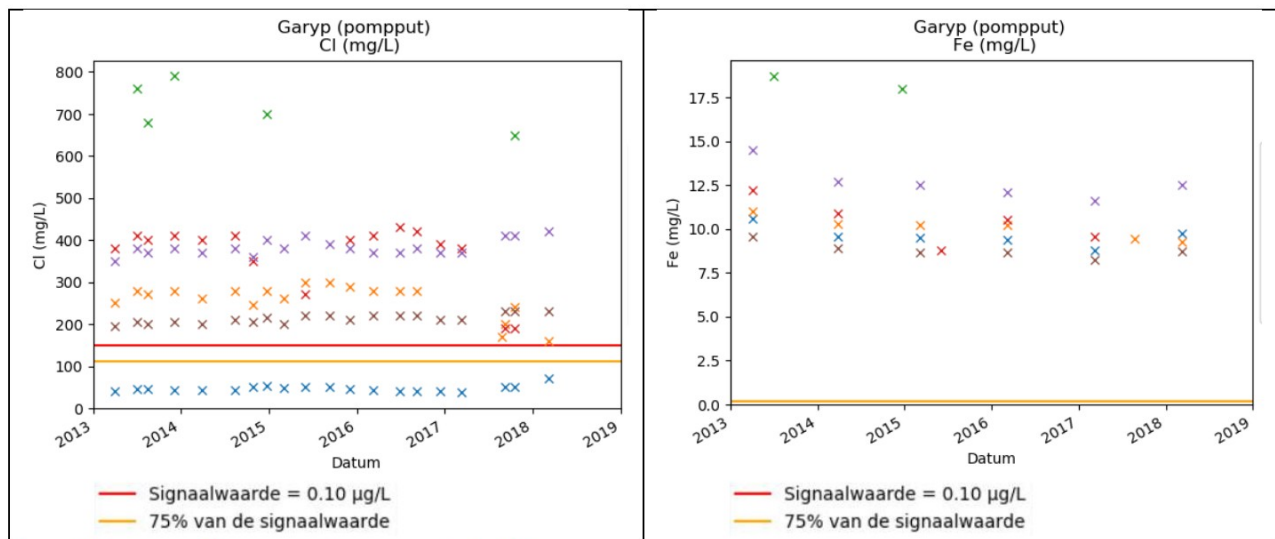 Garyp (pompput)
Cl (mg/L)
800
700
600
500
400
300
200
100
0
Cl (mg/L)
2013
2014
2015
2016
2017
2018
2019
Datum
Signaalwaarde = 0.10 µg/L
75% van de signaalwaarde
Garyp (pompput)
Fe (mg/L)
17.5
15.0
12.5
10.0
7.5
5.0
2.5
0.0
Fe (mg/L)
2013
2014
2015
2016
2017
2018
2019
Datum
Signaalwaarde = 0.10 µg/L
75% van de signaalwaarde